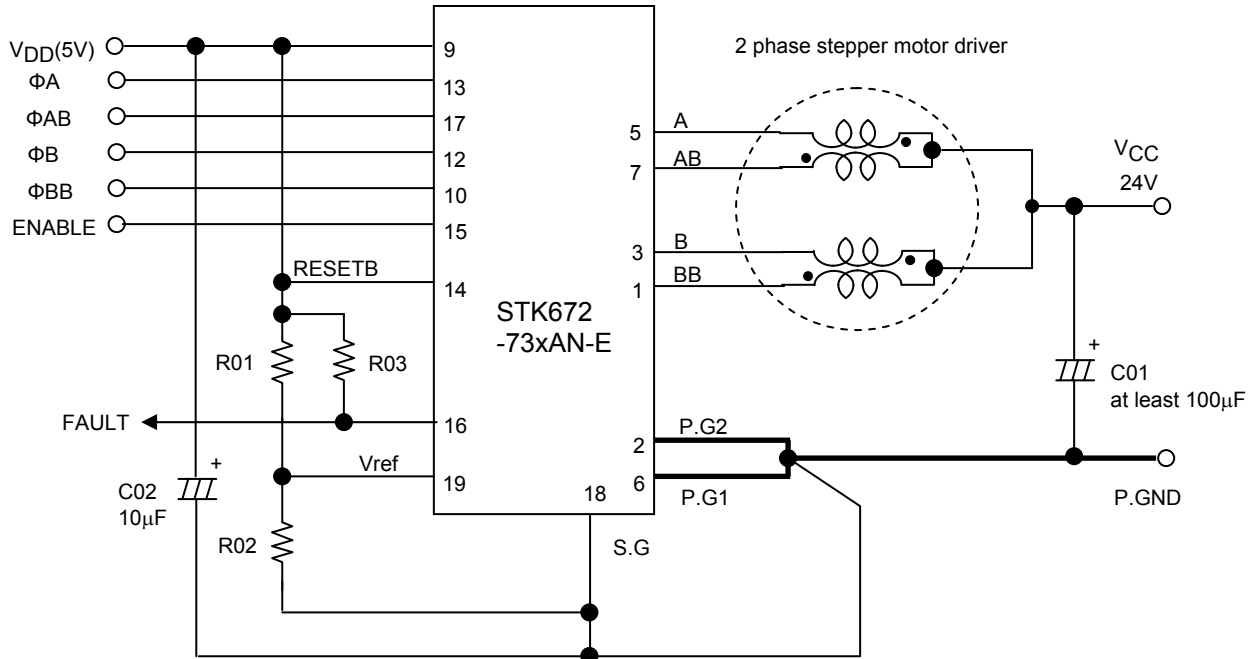 VDD(5V)
ΦA
ΦAB
ΦB
ΦBB
ENABLE
RESETB
R01
R03
FAULT
Vref
C02
10μF
+
R02
9
13
17
12
10
15
14
16
19
18
STK672
-73xAN-E
5
7
3
1
2
6
S.G
2 phase stepper motor driver
A
AB
B
BB
P.G2
P.G1
VCC
24V
+
C01
at least 100μF
P.GND